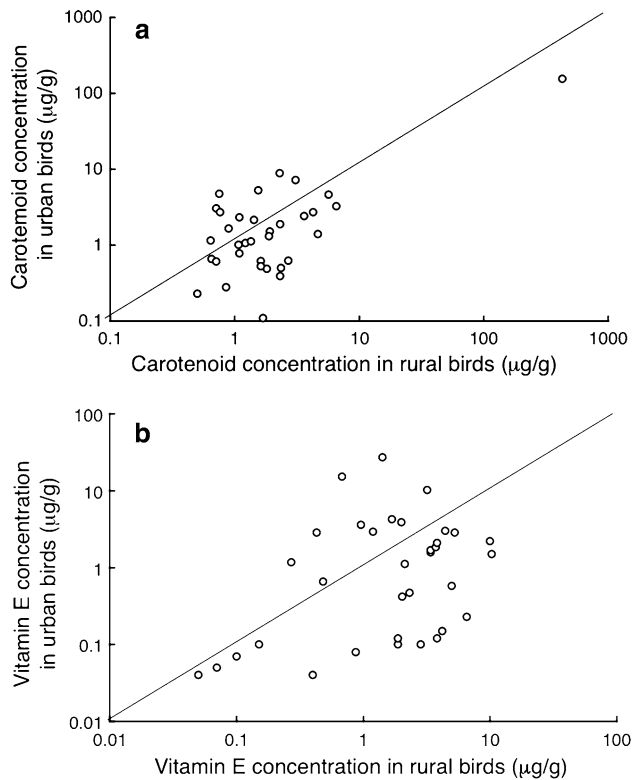 a
Carotemoid concentration
in urban birds (μg/g)
1000
100
10
1
0.1
0.1 1 10 100 1000
Carotenoid concentration in rural birds (μg/g)
b
Vitamin E concentration
in urban birds (μg/g)
100
10
1
0.1
0.01
0.01 0.1 1 10 100
Vitamin E concentration in rural birds (μg/g)